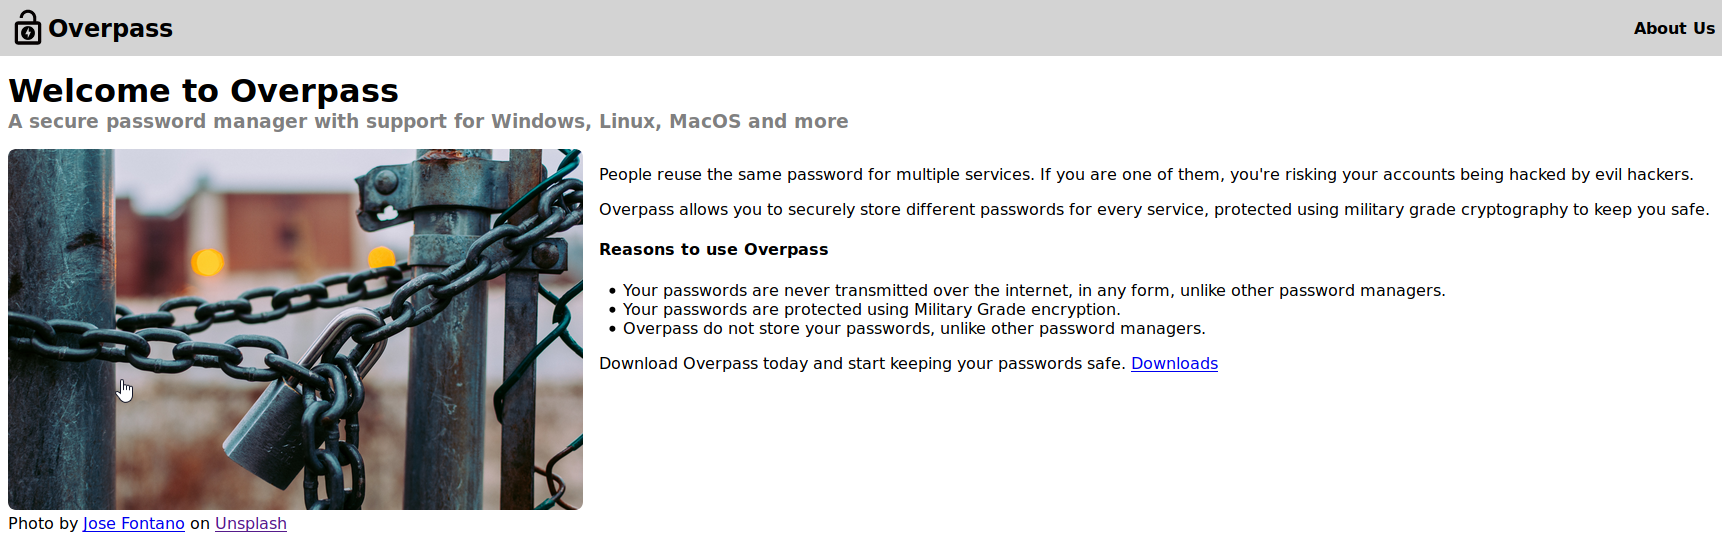 Overpass
About Us
Welcome to Overpass
A secure password manager with support for Windows, Linux, MacOS and more
People reuse the same password for multiple services. If you are one of them, you're risking your accounts being hacked by evil hackers.
Overpass allows you to securely store different passwords for every service, protected using military grade cryptography to keep you safe.
Reasons to use Overpass
Your passwords are never transmitted over the internet, in any form, unlike other password managers.
Your passwords are protected using Military Grade encryption.
Overpass do not store your passwords, unlike other password managers.
Download Overpass today and start keeping your passwords safe. Downloads
Photo by Jose Fontano on Unsplash